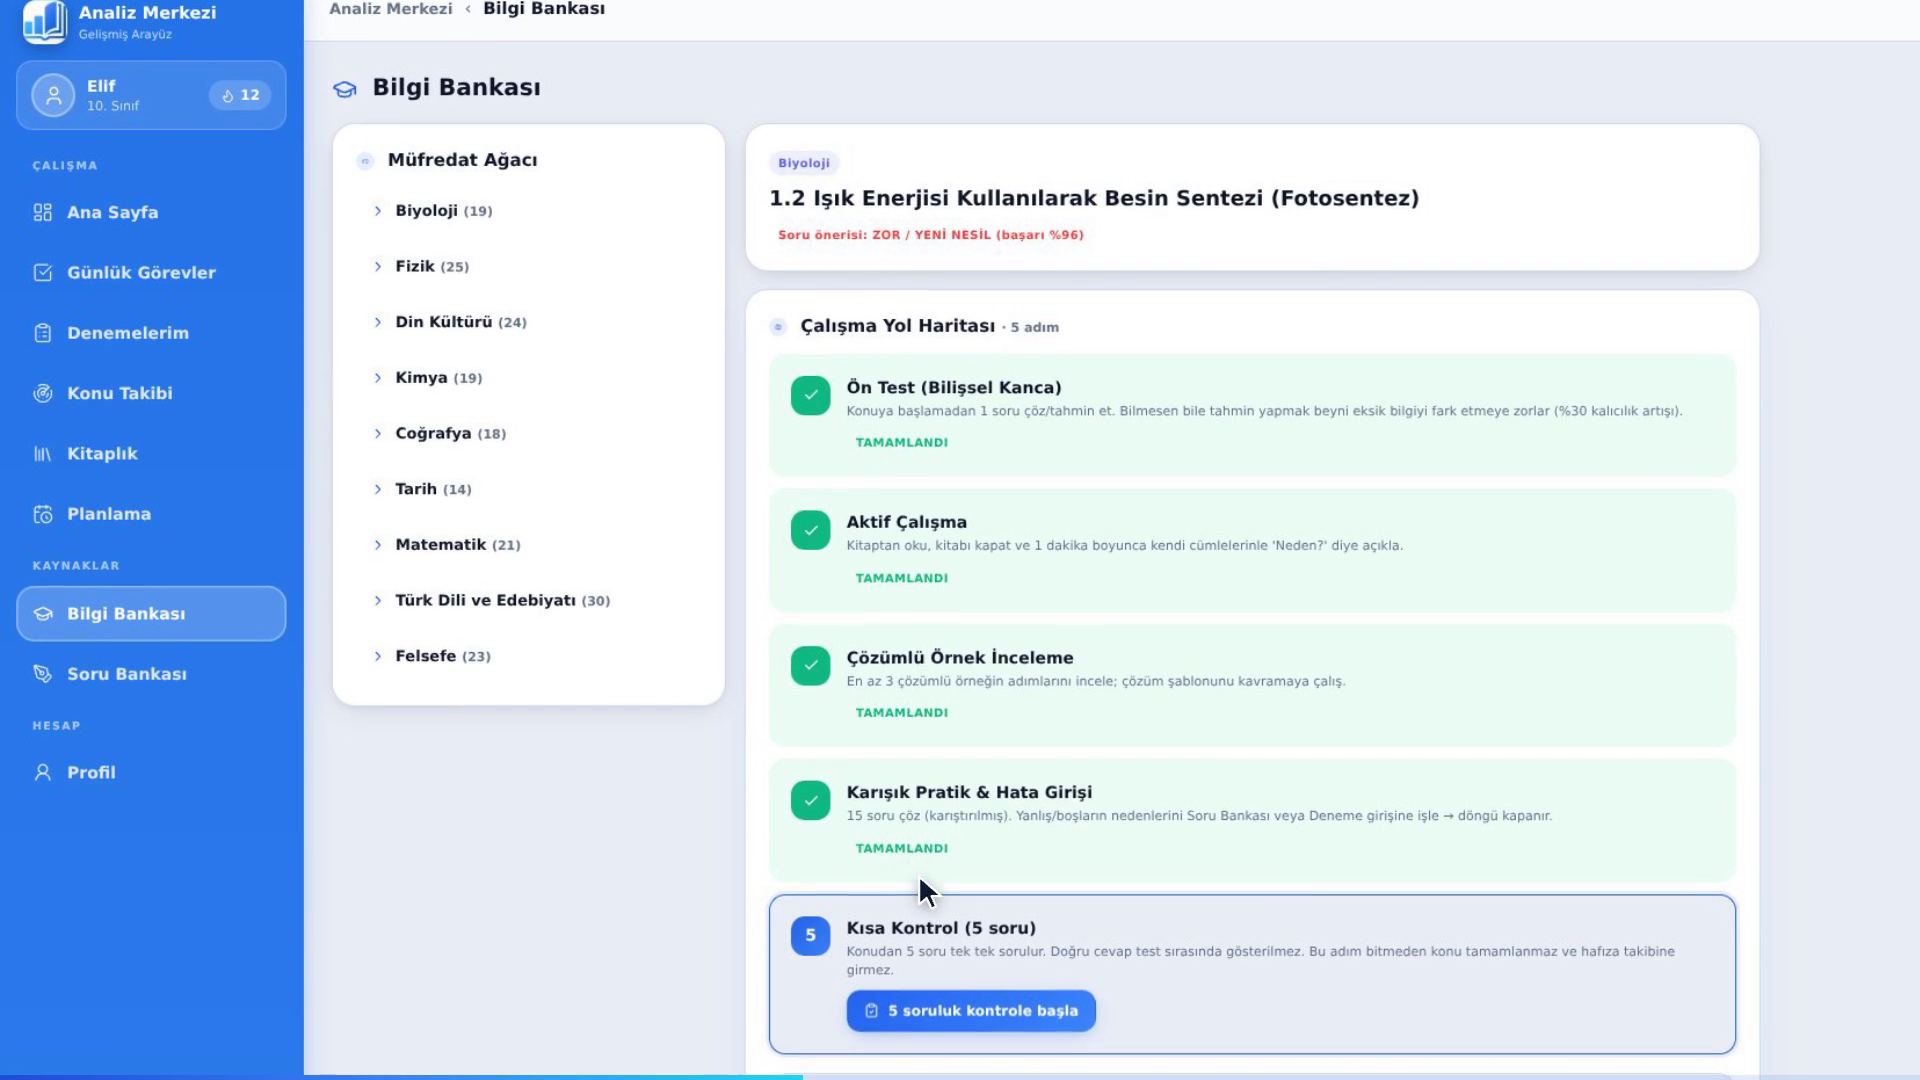 Analiz Merkezi
Gelişmiş Arayüz
Elif
10. Sınıf
12
ÇALIŞMA
Ana Sayfa
Günlük Görevler
Denemelerim
Konu Takibi
Kitaplık
Planlama
KAYNAKLAR
Bilgi Bankası
Soru Bankası
HESAP
Profil
Analiz Merkezi ‹ Bilgi Bankası
Bilgi Bankası
Müfredat Ağacı
Biyoloji (19)
Fizik (25)
Din Kültürü (24)
Kimya (19)
Coğrafya (18)
Tarih (14)
Matematik (21)
Türk Dili ve Edebiyatı (30)
Felsefe (23)
Biyoloji
1.2 Işık Enerjisi Kullanılarak Besin Sentezi (Fotosentez)
Soru önerisi: ZOR / YENİ NESİL (başarı %96)
Çalışma Yol Haritası · 5 adım
Ön Test (Bilişsel Kanca)
Konuya başlamadan 1 soru çöz/tahmin et. Bilmesen bile tahmin yapmak beyni eksik bilgiyi fark etmeye zorlar (%30 kalıcılık artışı).
TAMAMLANDI
Aktif Çalışma
Kitaptan oku, kitabı kapat ve 1 dakika boyunca kendi cümlelerinle 'Neden?' diye açıkla.
TAMAMLANDI
Çözümlü Örnek İnceleme
En az 3 çözümlü örneğin adımlarını incele; çözüm şablonunu kavramaya çalış.
TAMAMLANDI
Karışık Pratik & Hata Girişi
15 soru çöz (karıştırılmış). Yanlış/boşların nedenlerini Soru Bankası veya Deneme girişine işle → döngü kapanır.
TAMAMLANDI
5
Kısa Kontrol (5 soru)
Konudan 5 soru tek tek sorulur. Doğru cevap test sırasında gösterilmez. Bu adım bitmeden konu tamamlanmaz ve hafıza takibine
girmez.
5 soruluk kontrole başla